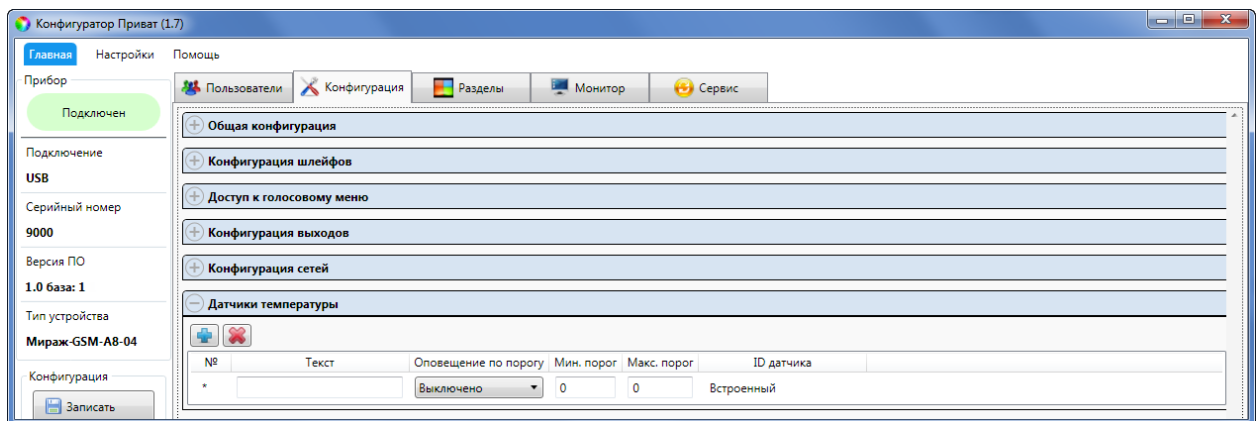 Конфигуратор Приват (1.7)
Главная Настройки Помощь
Прибор
Подключен
Подключение
USB
Серийный номер
9000
Версия ПО
1.0 база: 1
Тип устройства
Мираж-GSM-A8-04
Конфигурация
Записать
Пользователи Конфигурация Разделы Монитор Сервис
Общая конфигурация
Конфигурация шлейфов
Доступ к голосовому меню
Конфигурация выходов
Конфигурация сетей
Датчики температуры
№ Текст Оповещение по порогу Мин. порог Макс. порог ID датчика
* Выключено 0 0 Встроенный